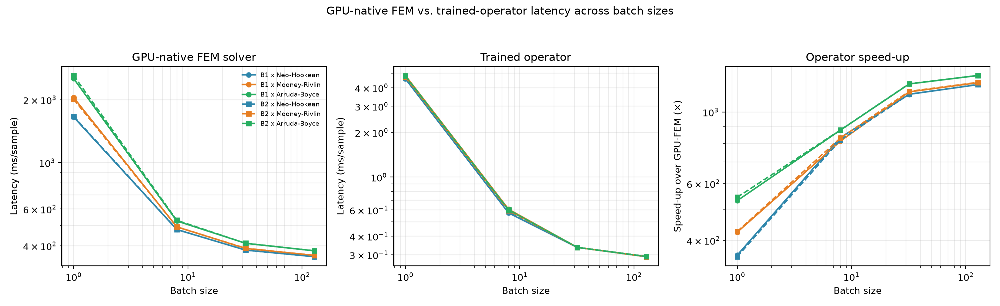 GPU-native FEM vs. trained-operator latency across batch sizes
GPU-native FEM solver
Latency (ms/sample)
2 × 10³
10³
6 × 10²
4 × 10²
B1 x Neo-Hookean
B1 x Mooney-Rivlin
B1 x Arruda-Boyce
B2 x Neo-Hookean
B2 x Mooney-Rivlin
B2 x Arruda-Boyce
10⁰ 10¹ 10²
Batch size
Trained operator
Latency (ms/sample)
4 × 10⁰
3 × 10⁰
2 × 10⁰
10⁰
6 × 10⁻¹
4 × 10⁻¹
3 × 10⁻¹
10⁰ 10¹ 10²
Batch size
Operator speed-up
Speed-up over GPU-FEM (×)
10³
6 × 10²
4 × 10²
10⁰ 10¹ 10²
Batch size